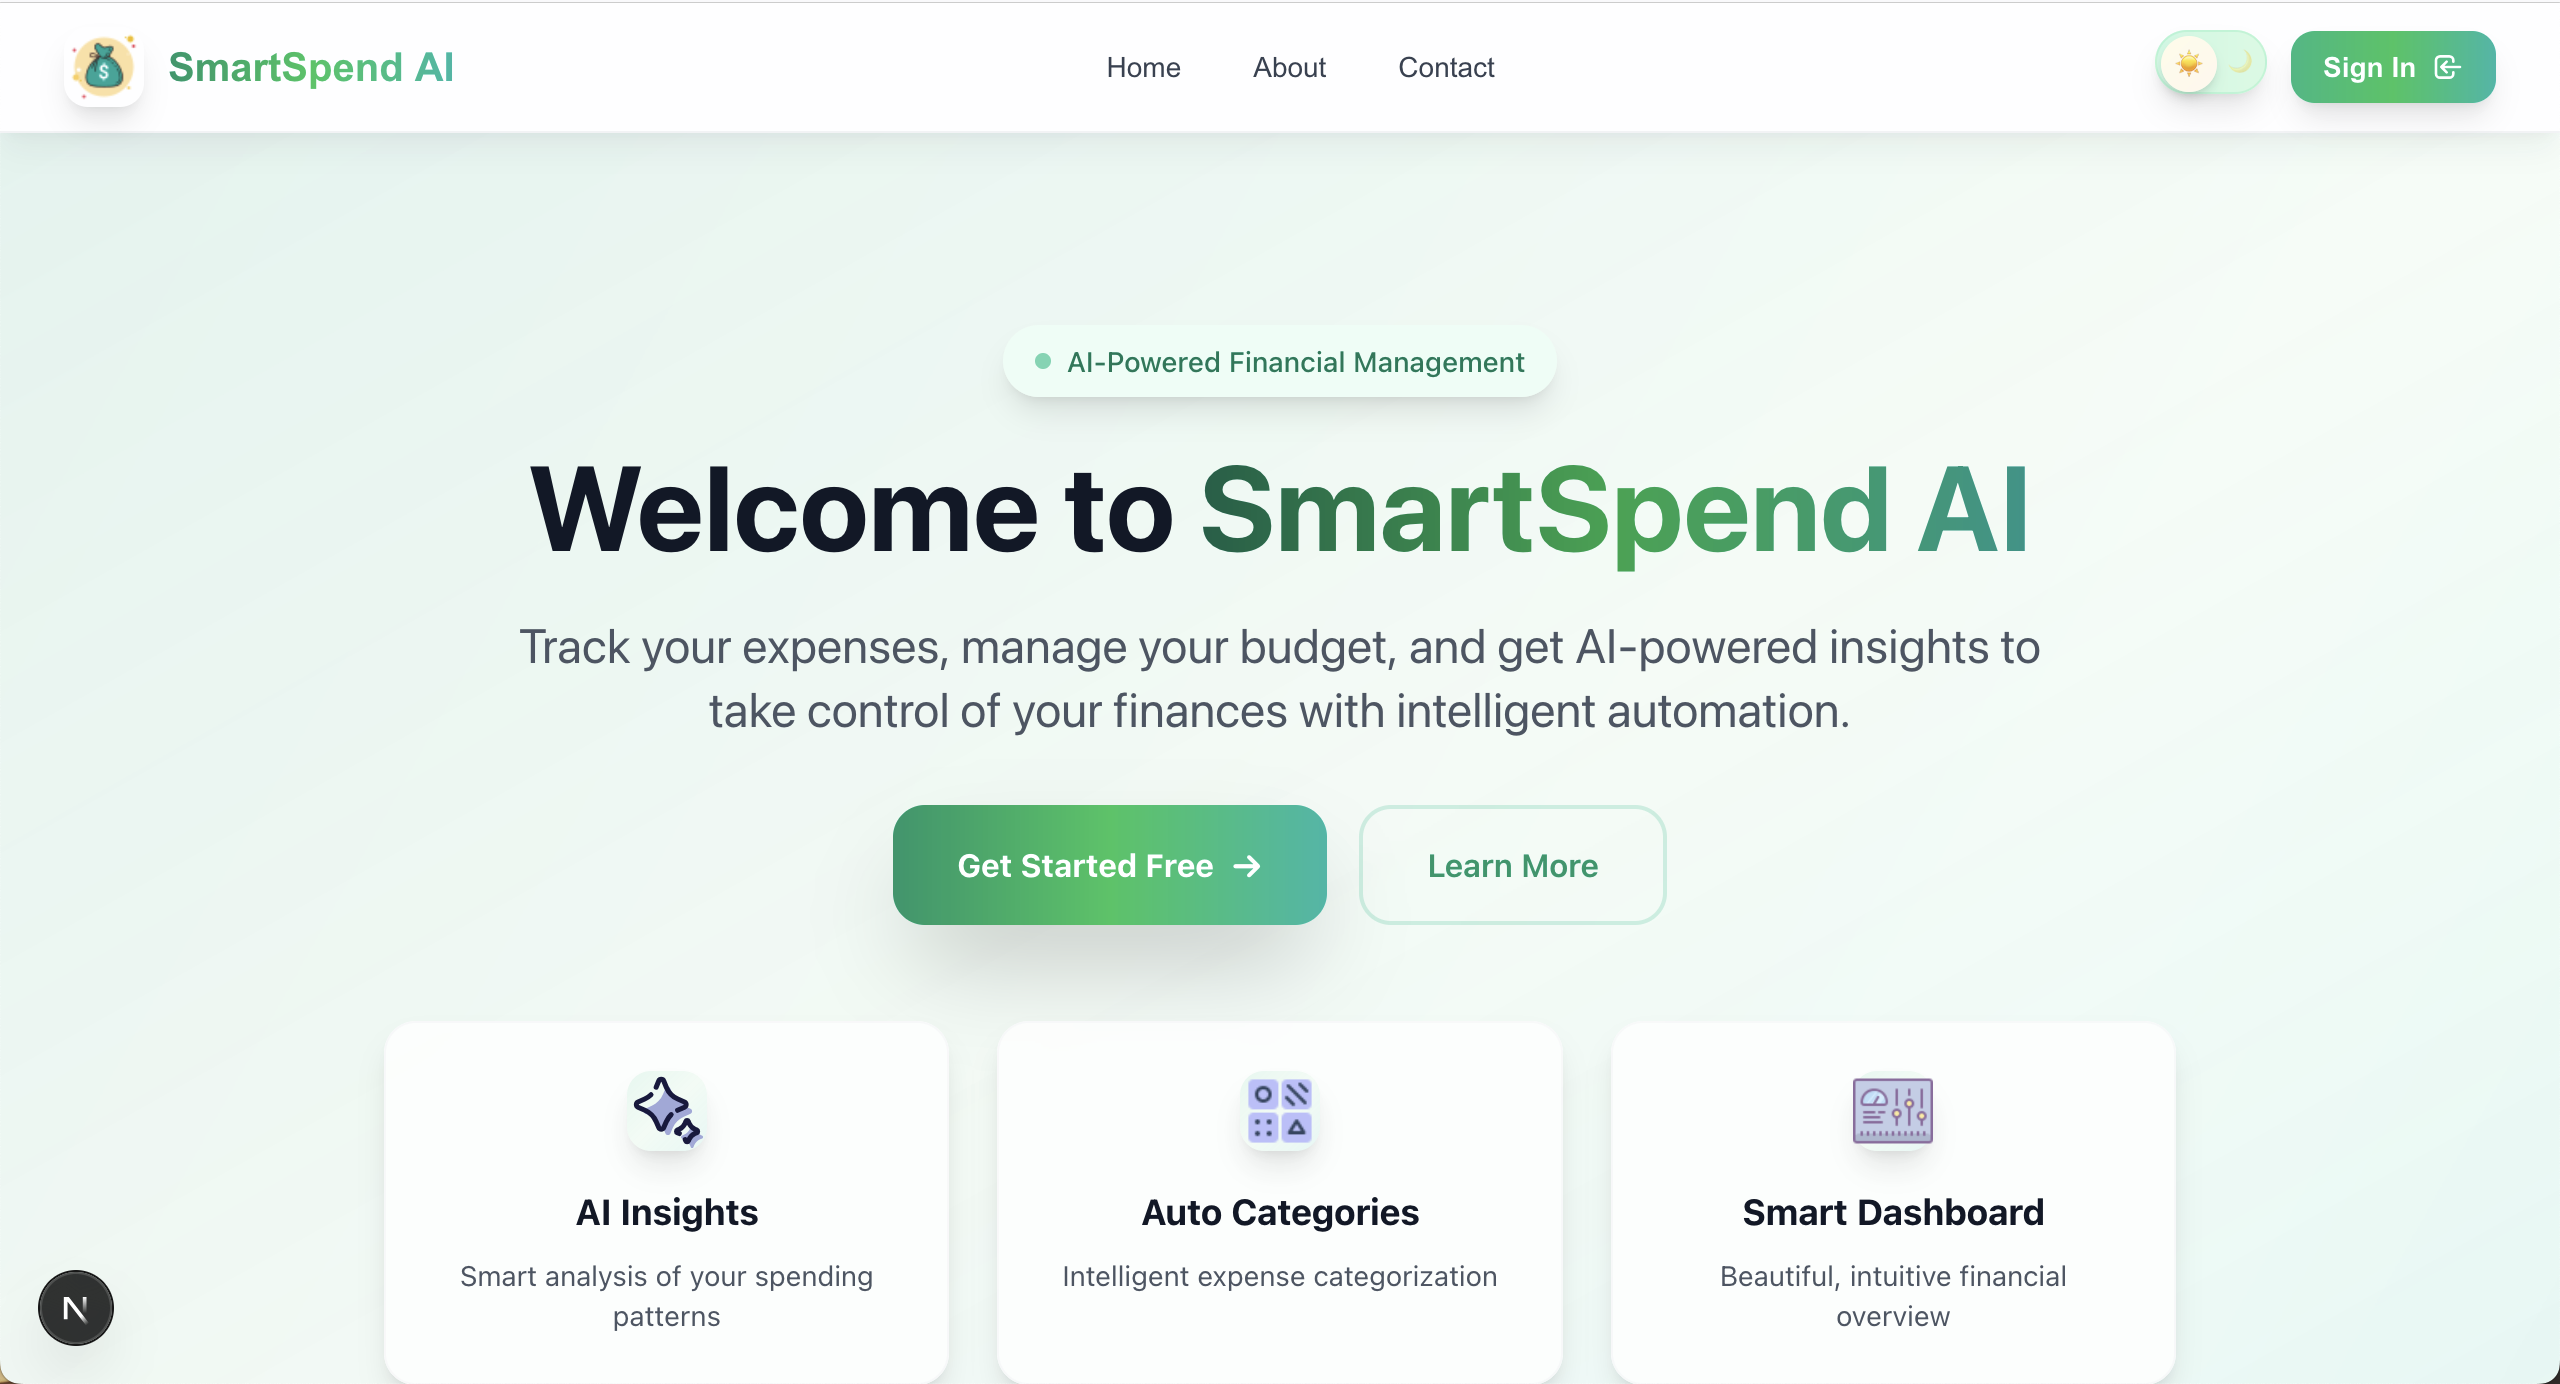 SmartSpend AI
Home
About
Contact
Sign In
AI-Powered Financial Management
Welcome to SmartSpend AI
Track your expenses, manage your budget, and get AI-powered insights to
take control of your finances with intelligent automation.
Get Started Free →
Learn More
AI Insights
Smart analysis of your spending
patterns
Auto Categories
Intelligent expense categorization
Smart Dashboard
Beautiful, intuitive financial
overview
N